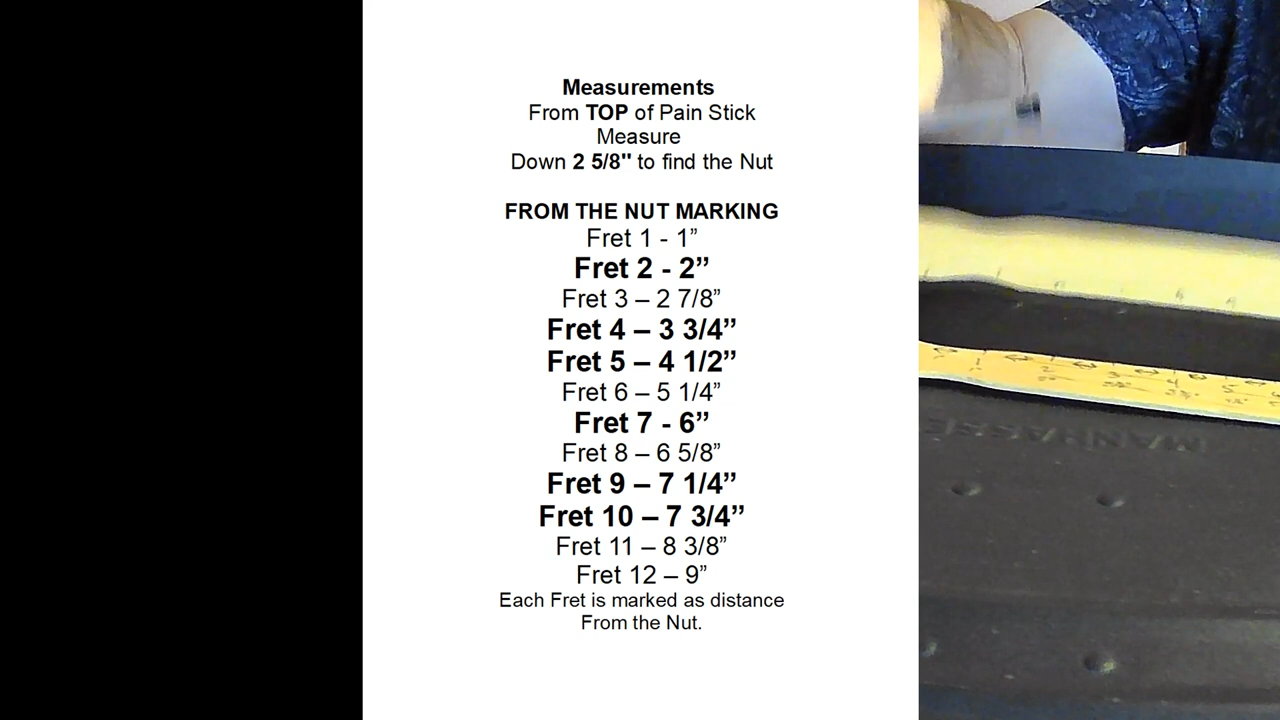 Measurements
From TOP of Pain Stick
Measure
Down 2 5/8" to find the Nut
FROM THE NUT MARKING
Fret 1 - 1”
Fret 2 - 2”
Fret 3 – 2 7/8”
Fret 4 – 3 3/4”
Fret 5 – 4 1/2”
Fret 6 – 5 1/4”
Fret 7 - 6”
Fret 8 – 6 5/8”
Fret 9 – 7 1/4”
Fret 10 – 7 3/4”
Fret 11 – 8 3/8”
Fret 12 – 9”
Each Fret is marked as distance
From the Nut.